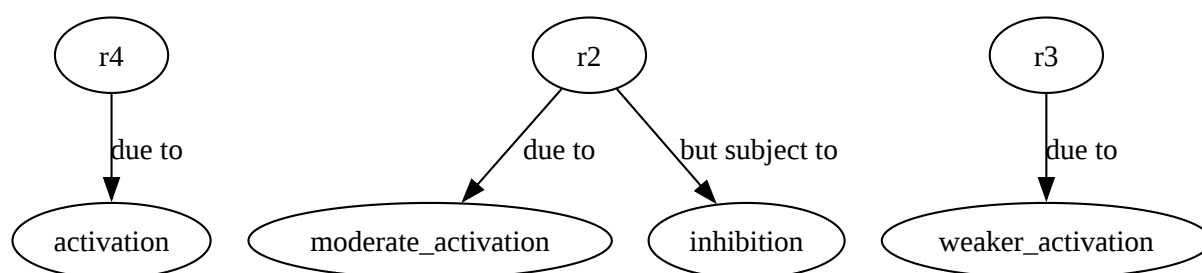 r4
r2
r3
due to
due to
but subject to
due to
activation
moderate_activation
inhibition
weaker_activation